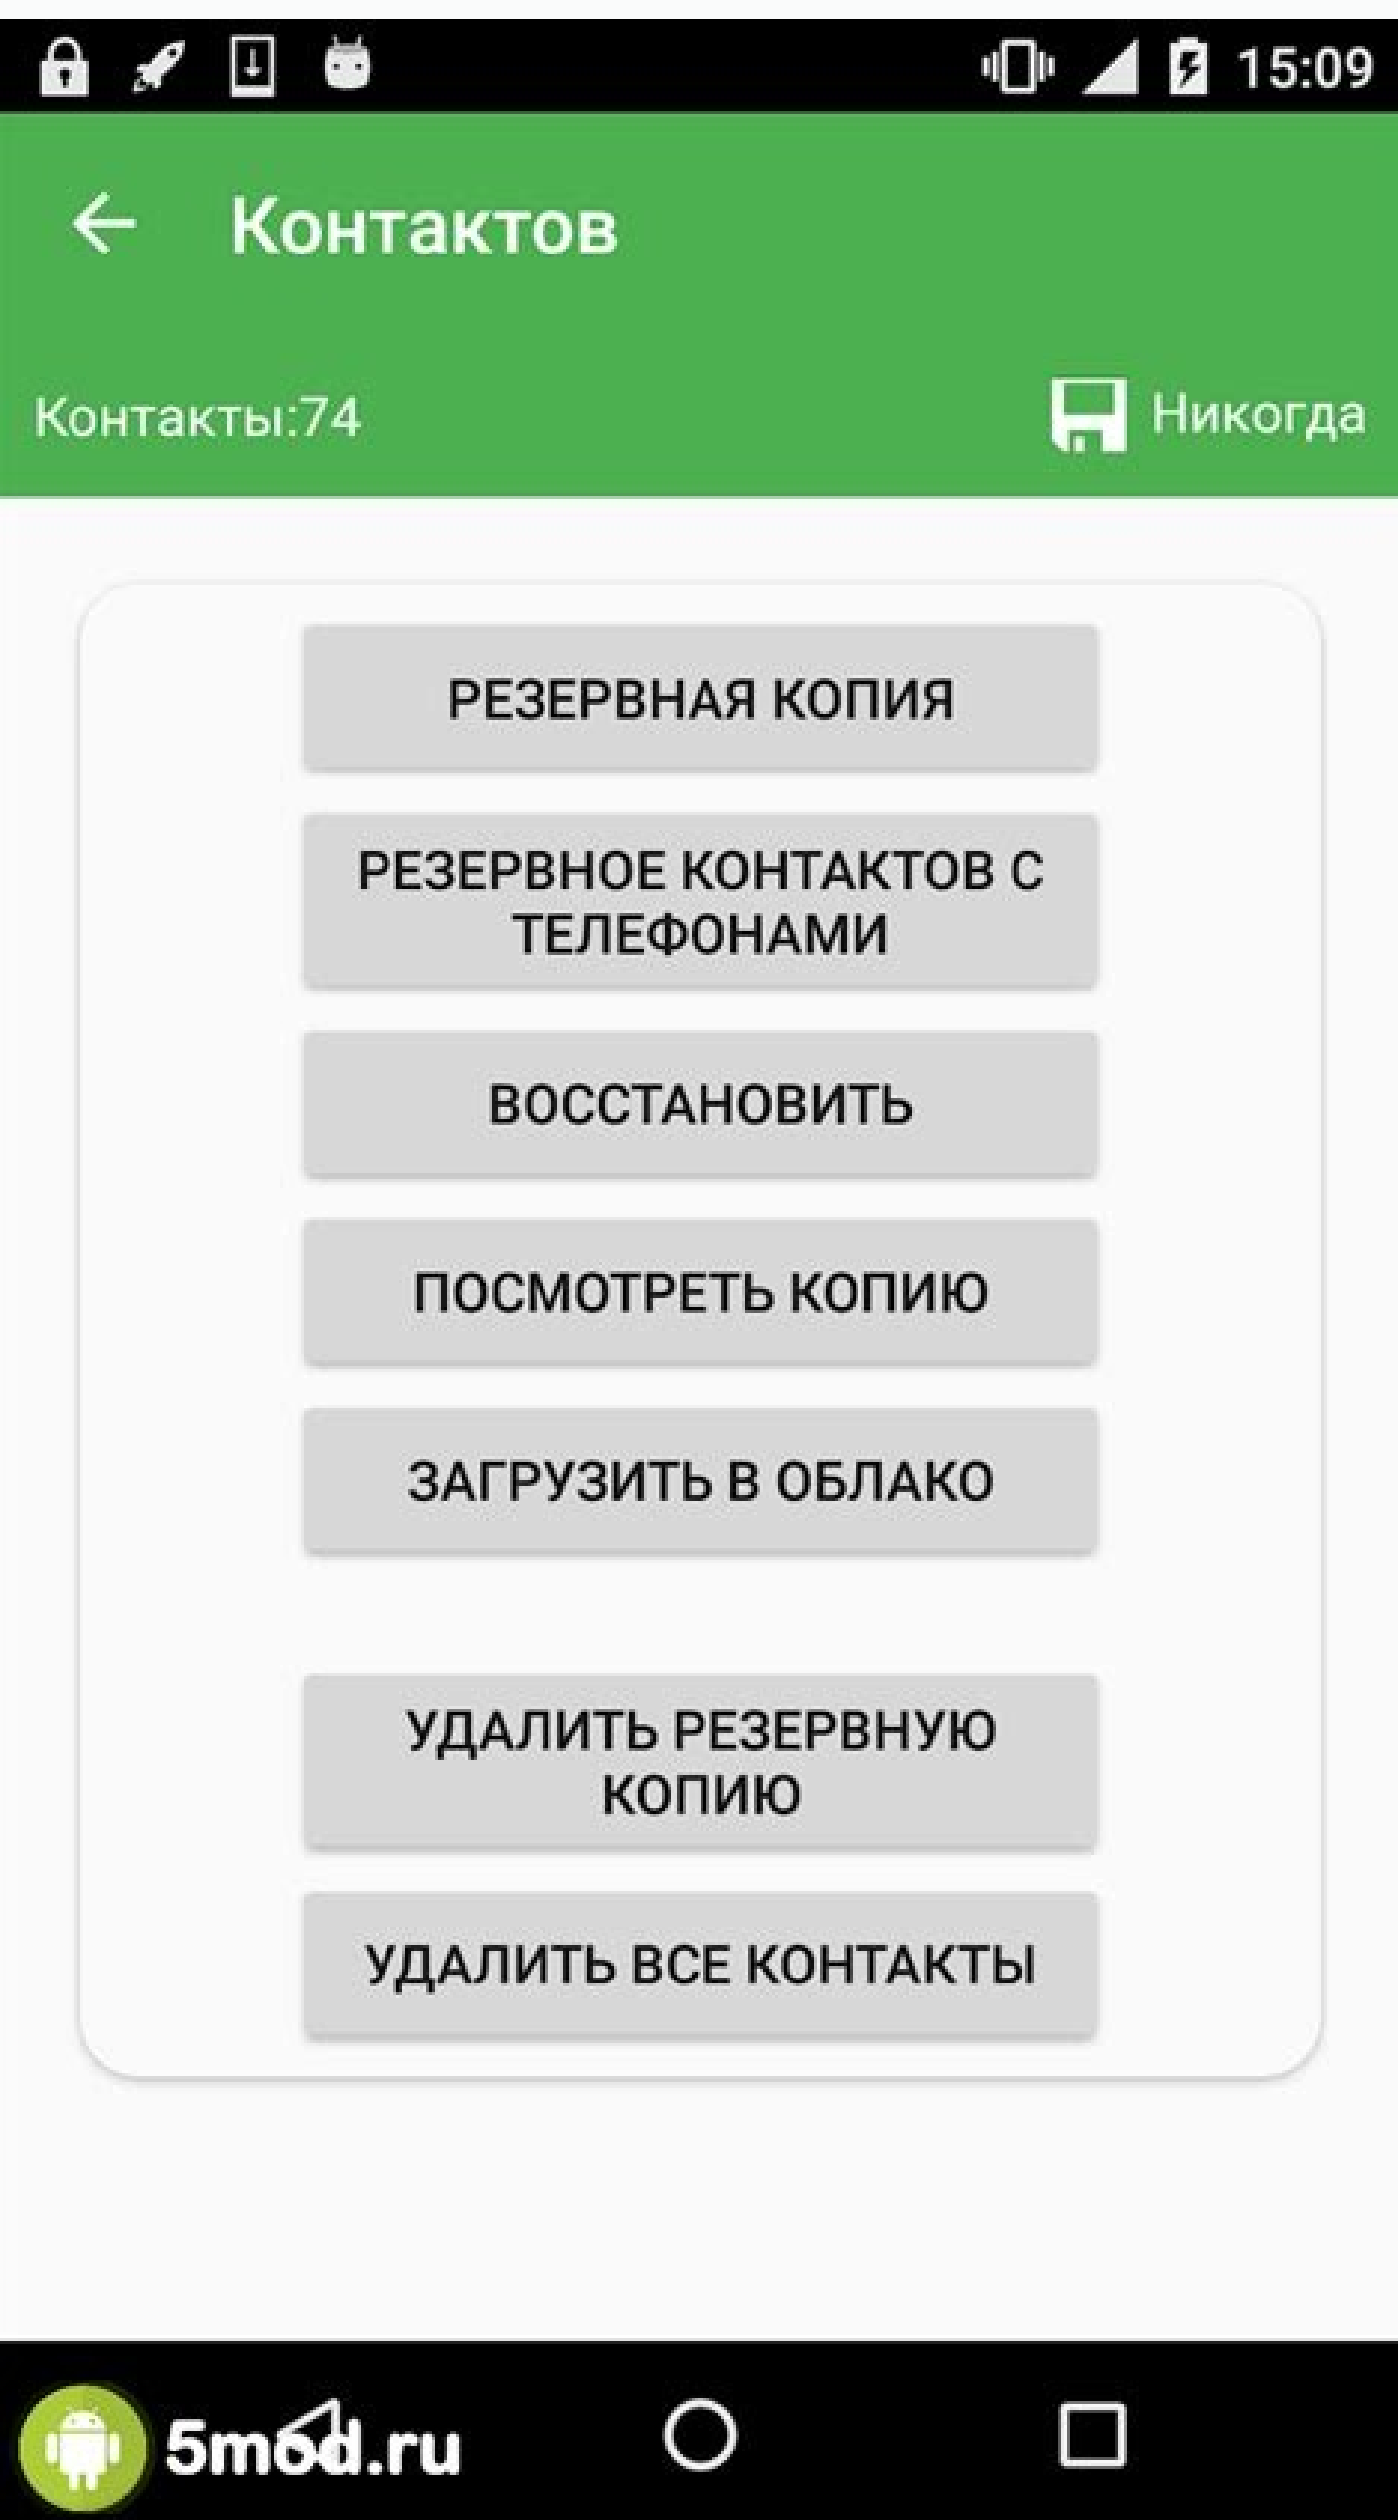 15:09
Контактов
Контакты:74
Никогда
РЕЗЕРВНАЯ КОПИЯ
РЕЗЕРВНОЕ КОНТАКТОВ С
ТЕЛЕФОНАМИ
ВОССТАНОВИТЬ
ПОСМОТРЕТЬ КОПИЮ
ЗАГРУЗИТЬ В ОБЛАКО
УДАЛИТЬ РЕЗЕРВНУЮ
КОПИЮ
УДАЛИТЬ ВСЕ КОНТАКТЫ
5mod.ru